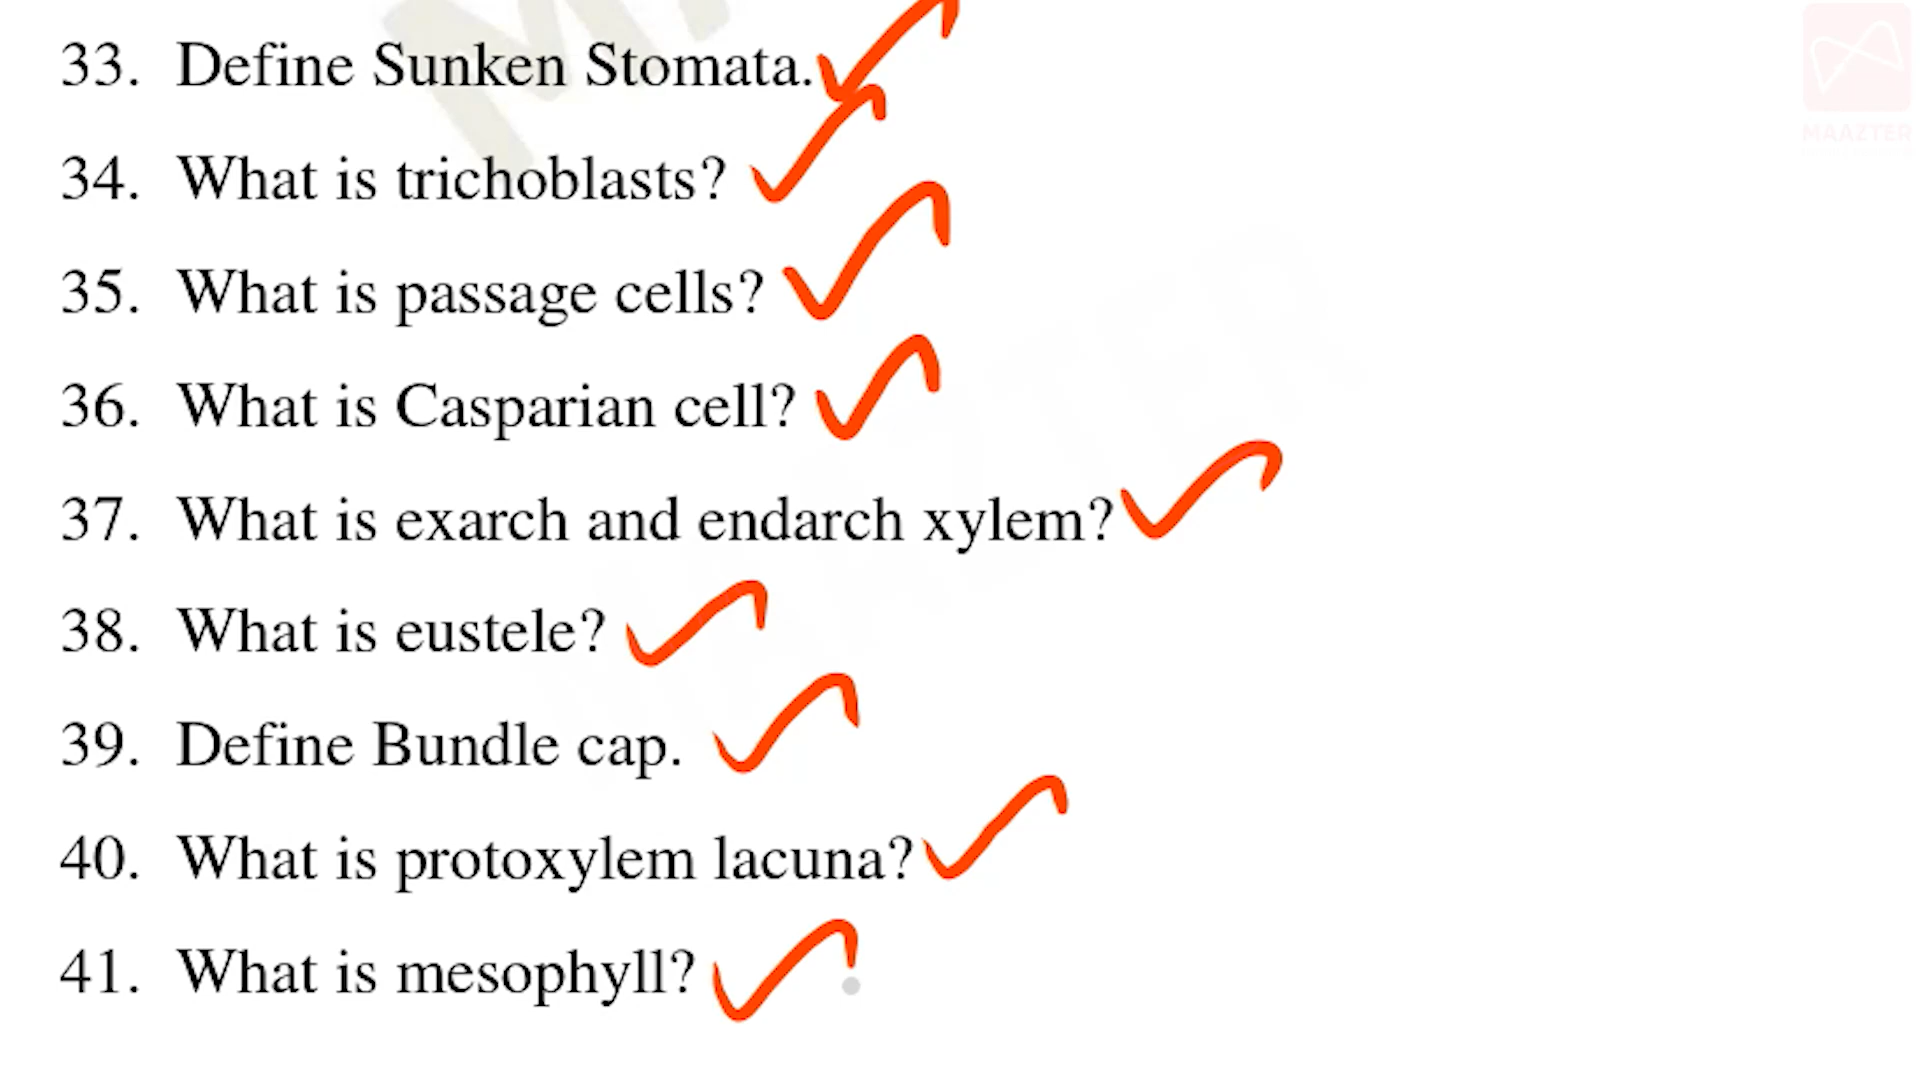 33. Define Sunken Stomata.
MAAZTER
34. What is trichoblasts?
35. What is passage cells?
36. What is Casparian cell?
37. What is exarch and endarch xylem?
38. What is eustele?
39. Define Bundle cap.
40. What is protoxylem lacuna?
41. What is mesophyll?